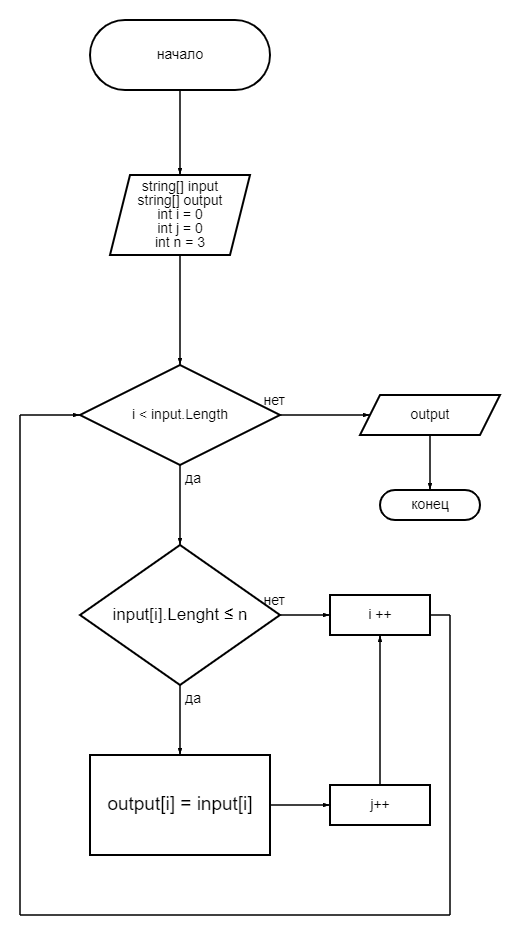 начало
string[] input
string[] output
int i = 0
int j = 0
int n = 3
i < input.Length
нет
output
да
конец
input[i].Lenght ≤ n
нет
i ++
да
output[i] = input[i]
j++